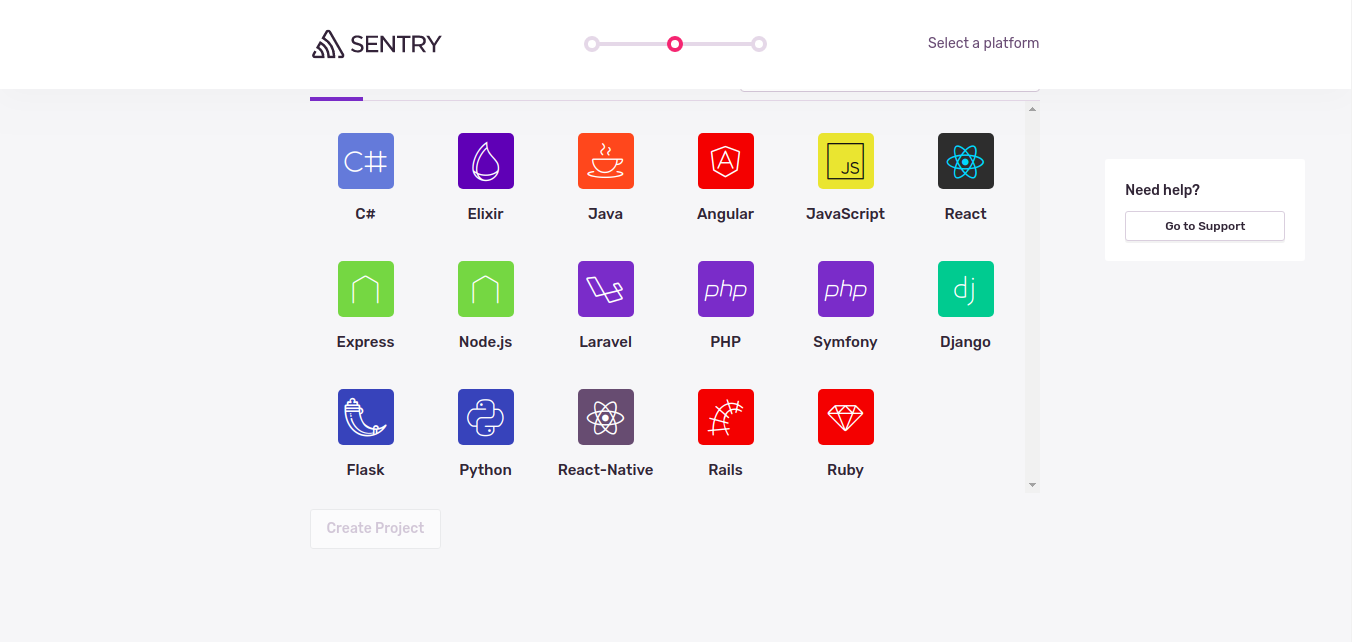 SENTRY
Select a platform
C#
JS
php
php
dj
C# Elixir Java Angular JavaScript React
Need help?
Go to Support
Express Node.js Laravel PHP Symfony Django
Flask Python React-Native Rails Ruby
Create Project